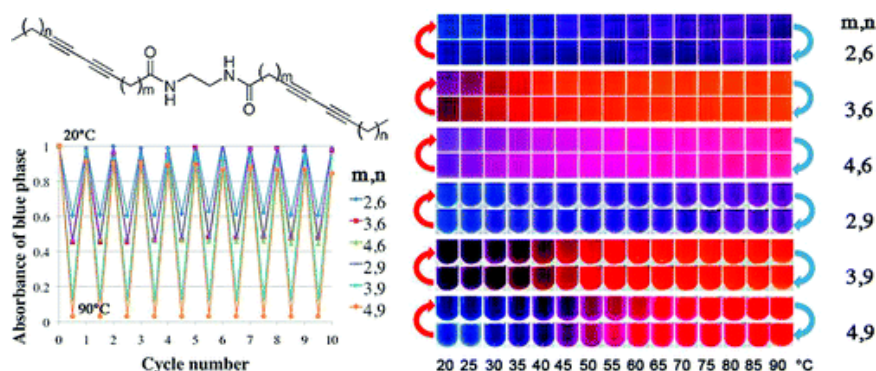 ( )n
( )m
O
N
H
H
N
O
( )m
( )n
20°C
90°C
Absorbance of blue phase
1
0.8
0.6
0.4
0.2
0
0 1 2 3 4 5 6 7 8 9 10
Cycle number
m,n
2,6
3,6
4,6
2,9
3,9
4,9
m,n
2,6
3,6
4,6
2,9
3,9
4,9
20 25 30 35 40 45 50 55 60 65 70 75 80 85 90 °C